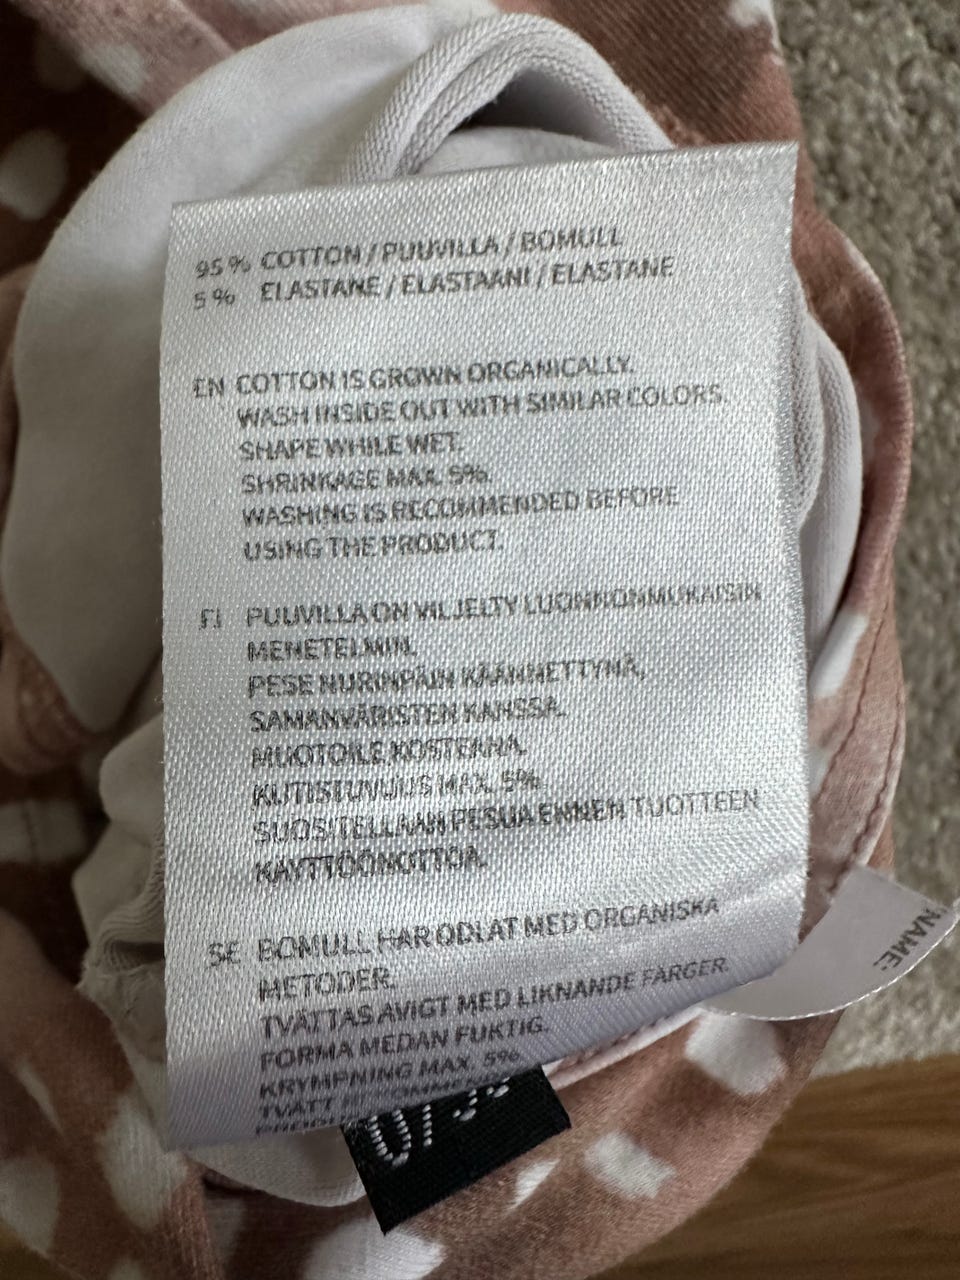 95% COTTON / PUUVILLA / BOMULL
5% ELASTANE / ELASTAANI / ELASTANE
EN COTTON IS GROWN ORGANICALLY.
WASH INSIDE OUT WITH SIMILAR COLORS.
SHAPE WHILE WET.
SHRINKAGE MAX. 5%.
WASHING IS RECOMMENDED BEFORE
USING THE PRODUCT.
FI PUUVILLA ON VILJELTY LUONNONMUKAISIN
MENETELMIN.
PESE NURINPÄIN KÄÄNNETTYNÄ,
SAMANVÄRISTEN KANSSA.
MUOTOILE KOSTEANA.
KUTISTUVUUS MAX. 5%.
SUOSITELLAAN PESUA ENNEN TUOTTEEN
KÄYTTÖÖNOTTOA.
SE BOMULL HAR ODLAT MED ORGANISKA
METODER.
TVÄTTAS AVIGT MED LIKNANDE FÄRGER.
FORMA MEDAN FUKTIG.
KRYMPNING MAX. 5%
TVÄTT
NAME: